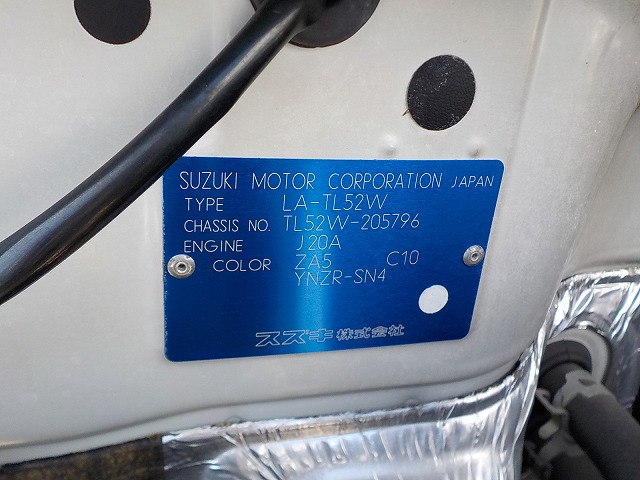 SUZUKI MOTOR CORPORATION JAPAN
TYPE LA-TL52W
CHASSIS NO. TL52W-205796
ENGINE J20A
COLOR ZA5 C10
YNZR-SN4
スズキ株式会社